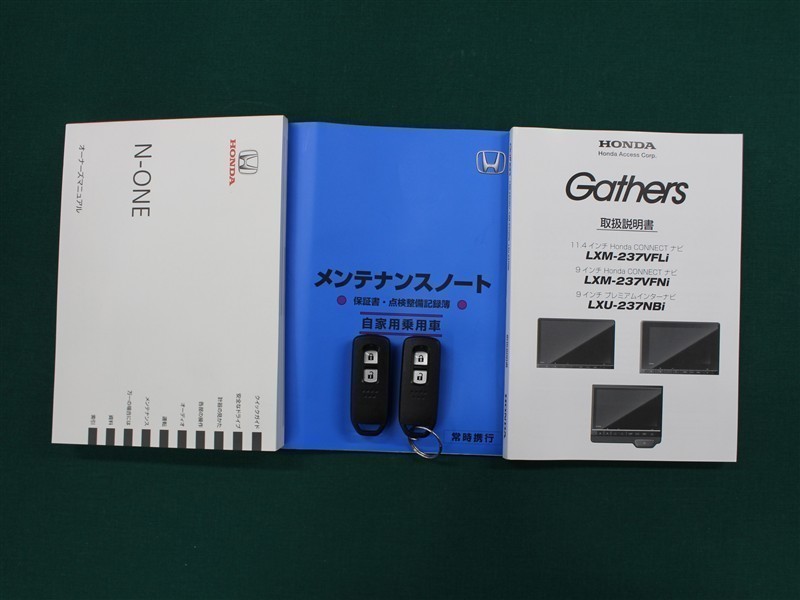 HONDA
N-ONE
オーナーズマニュアル
クイックガイド
安全なドライブ
計器の見かた
各部の操作
オーディオ
運転
メンテナンス
万一の場合には
資料
索引
メンテナンスノート
保証書・点検整備記録簿
自家用乗用車
常時携行
HONDA
HONDA
Honda Access Corp.
Gathers
取扱説明書
11.4 インチ Honda CONNECT ナビ
LXM-237VFLi
9 インチ Honda CONNECT ナビ
LXM-237VFNi
9 インチ プレミアムインターナビ
LXU-237NBi